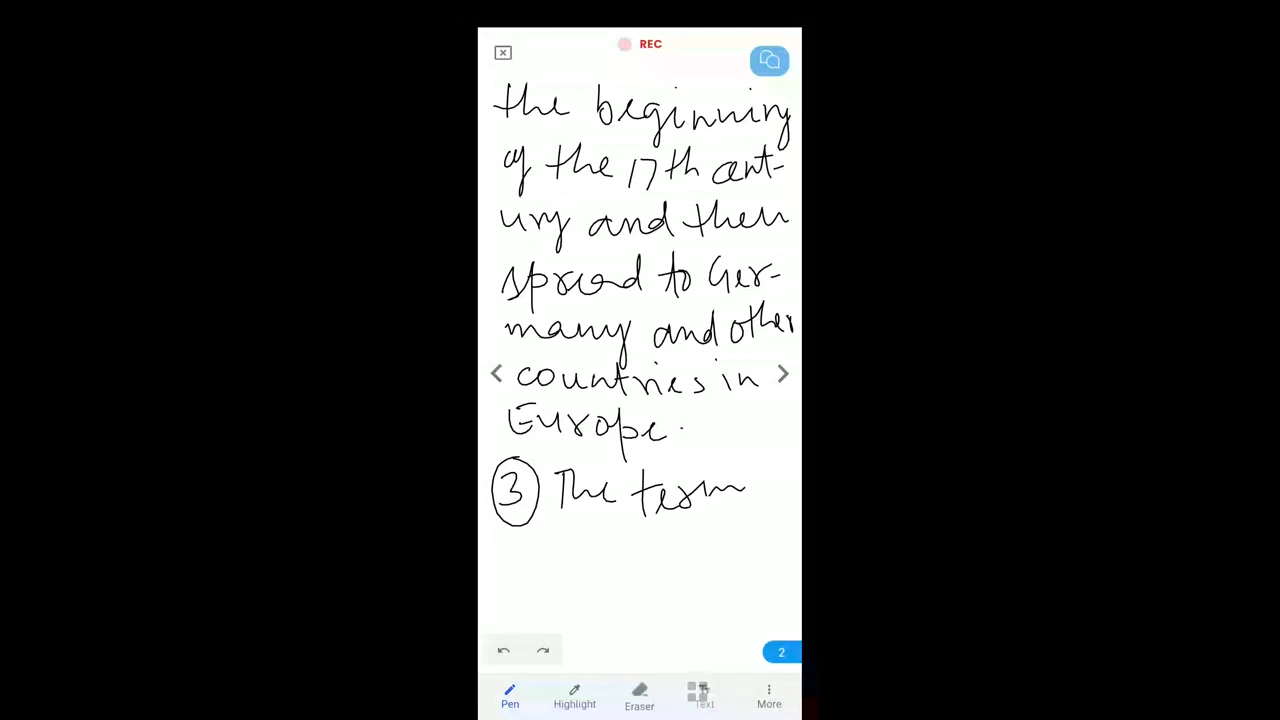 REC
the beginning
of the 17th cent-
ury and then
spread to Ger-
many and other
countries in
Europe.
3 The term
2
Pen Highlight Eraser Text More